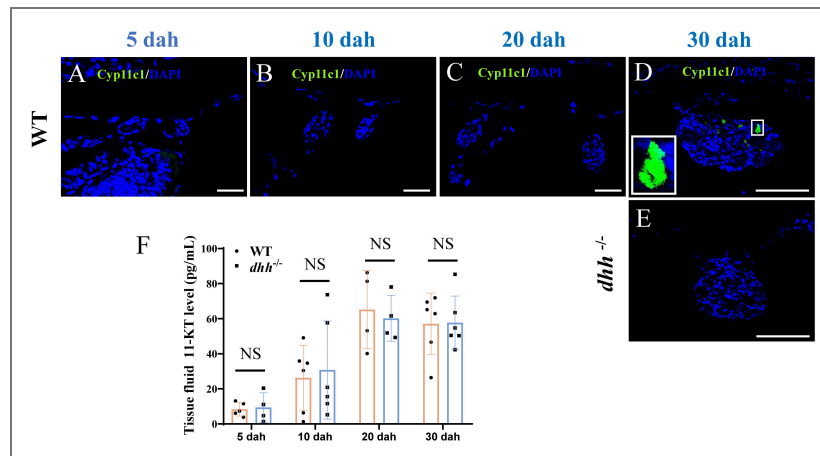 5 dah 10 dah 20 dah 30 dah
WT
A Cyp11c1/DAPI
B Cyp11c1/DAPI
C Cyp11c1/DAPI
D Cyp11c1/DAPI
dhh -/-
E
F
Tissue fluid 11-KT level (pg/mL)
100
80
60
40
20
0
WT
dhh-/-
NS
NS
NS
NS
5 dah 10 dah 20 dah 30 dah